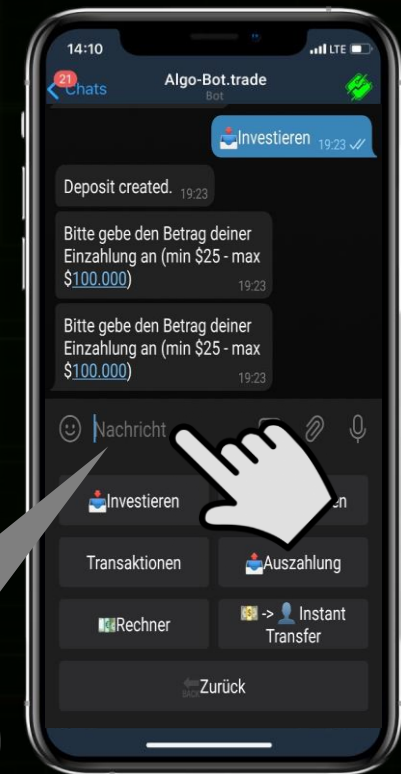 14:10
LTE
21
Chats
Algo-Bot.trade
Bot
📥Investieren 19:23
Deposit created. 19:23
Bitte gebe den Betrag deiner
Einzahlung an (min $25 - max
$100.000)
19:23
Bitte gebe den Betrag deiner
Einzahlung an (min $25 - max
$100.000)
19:23
Nachricht
📥Investieren
en
Transaktionen
📥Auszahlung
💵Rechner
💵 -> 👤 Instant
Transfer
BACK Zurück